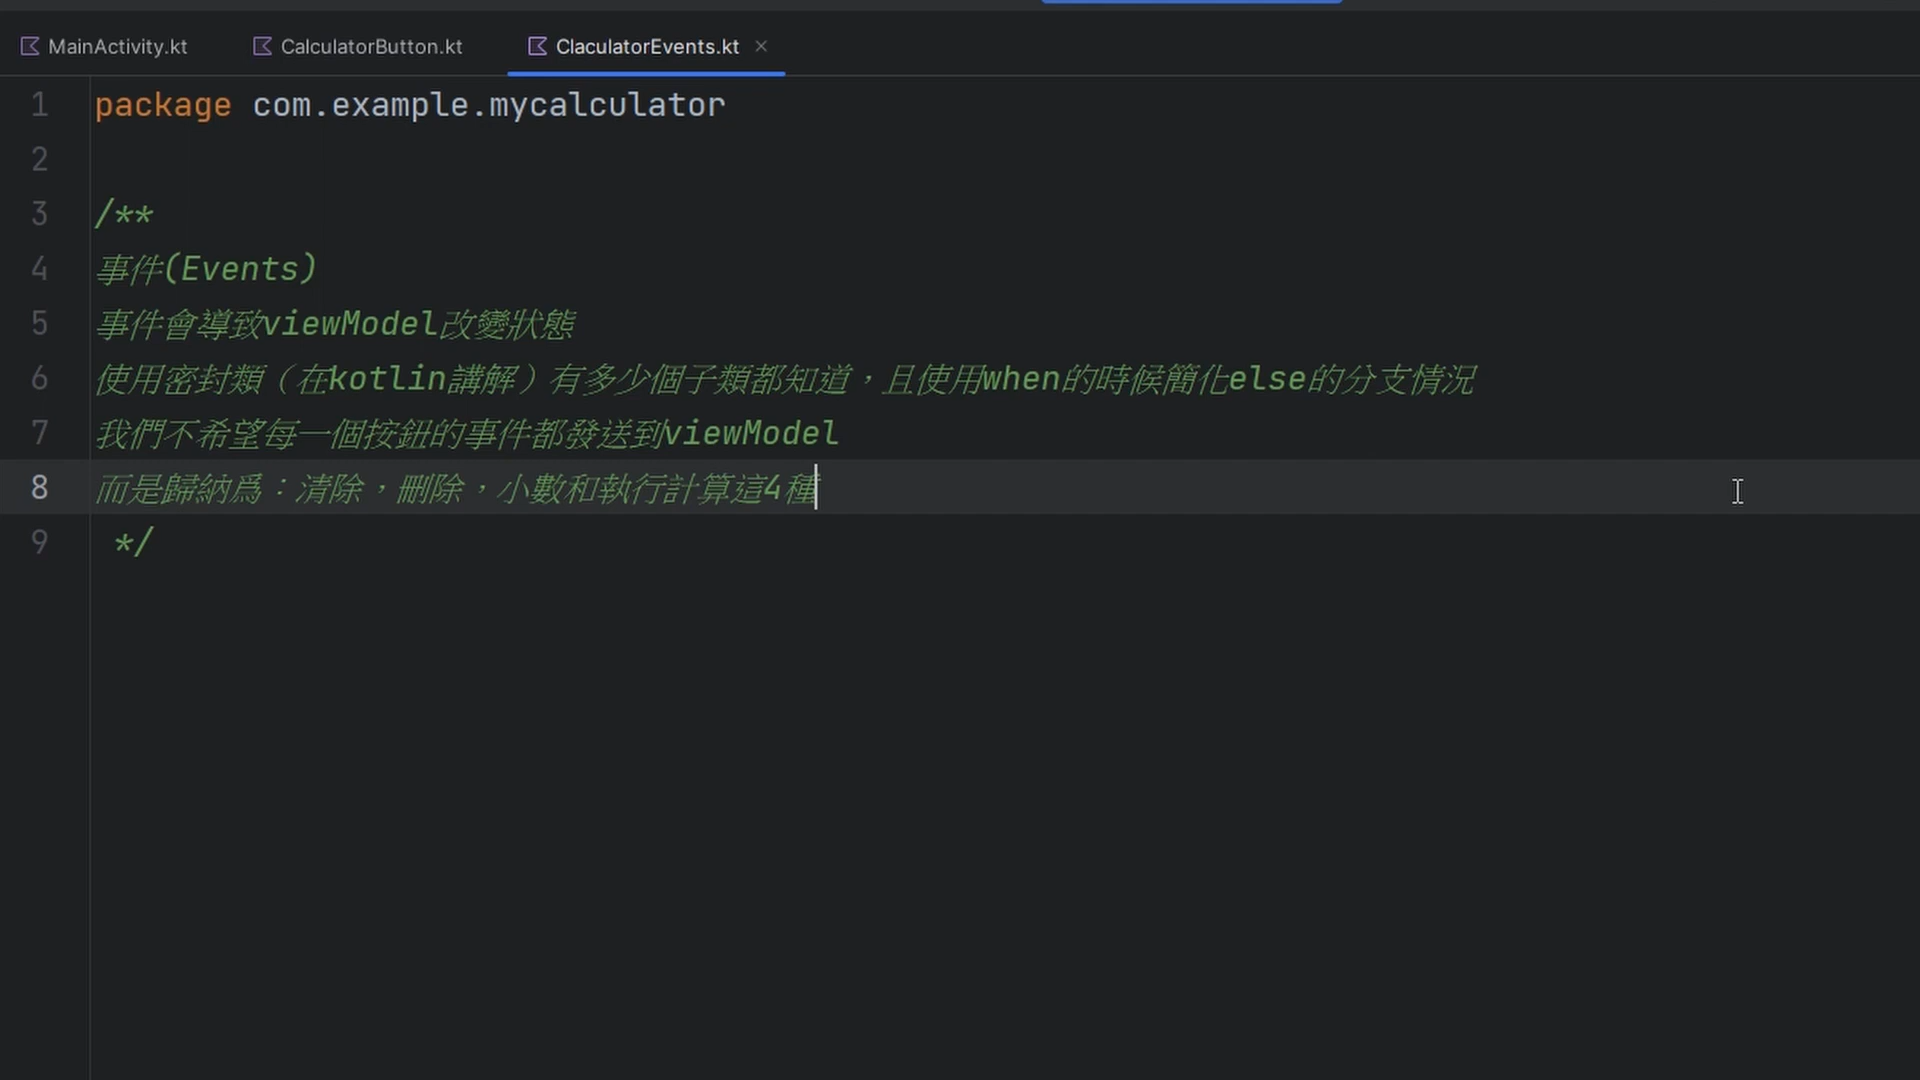 MainActivity.kt
CalculatorButton.kt
ClaculatorEvents.kt
1 package com.example.mycalculator
2
3 /**
4 事件(Events)
5 事件會導致viewModel改變狀態
6 使用密封類（在kotlin講解）有多少個子類都知道，且使用when的時候簡化else的分支情況
7 我們不希望每一個按鈕的事件都發送到viewModel
8 而是歸納爲：清除，刪除，小數和執行計算這4種
9 */